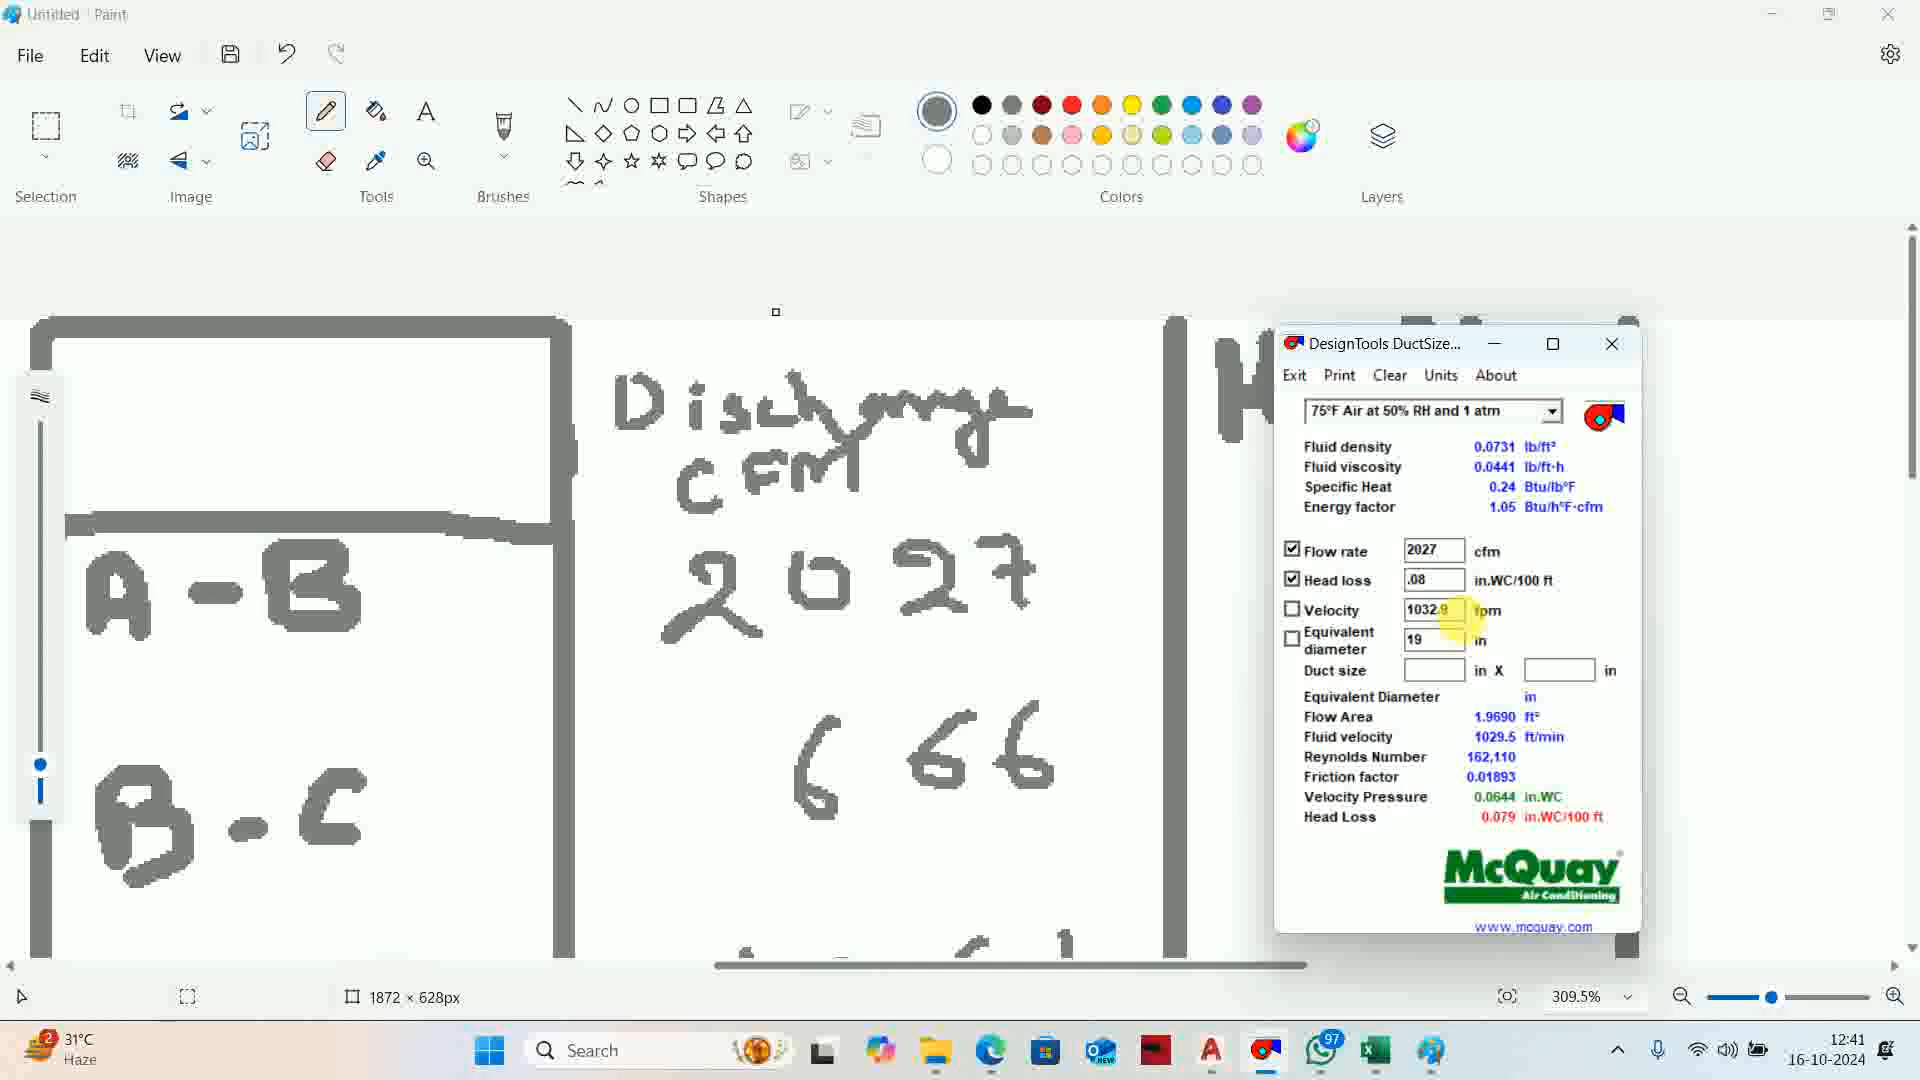 Untitled - Paint
File Edit View
Selection Image Tools Brushes Shapes Colors Layers
Discharge
CFM
A - B 2027
B - C 666
DesignTools DuctSize...
Exit Print Clear Units About
75°F Air at 50% RH and 1 atm
Fluid density 0.0731 lb/ft³
Fluid viscosity 0.0441 lb/ft·h
Specific Heat 0.24 Btu/lb°F
Energy factor 1.05 Btu/h°F·cfm
Flow rate 2027 cfm
Head loss .08 in.WC/100 ft
Velocity 1032.9 fpm
Equivalent
diameter 19 in
Duct size in X in
Equivalent Diameter in
Flow Area 1.9690 ft²
Fluid velocity 1029.5 ft/min
Reynolds Number 162,110
Friction factor 0.01893
Velocity Pressure 0.0644 in.WC
Head Loss 0.079 in.WC/100 ft
McQuay
Air Conditioning
www.mcquay.com
1872 × 628px
309.5%
2 31°C
Haze
Search
NEW
97
12:41
16-10-2024